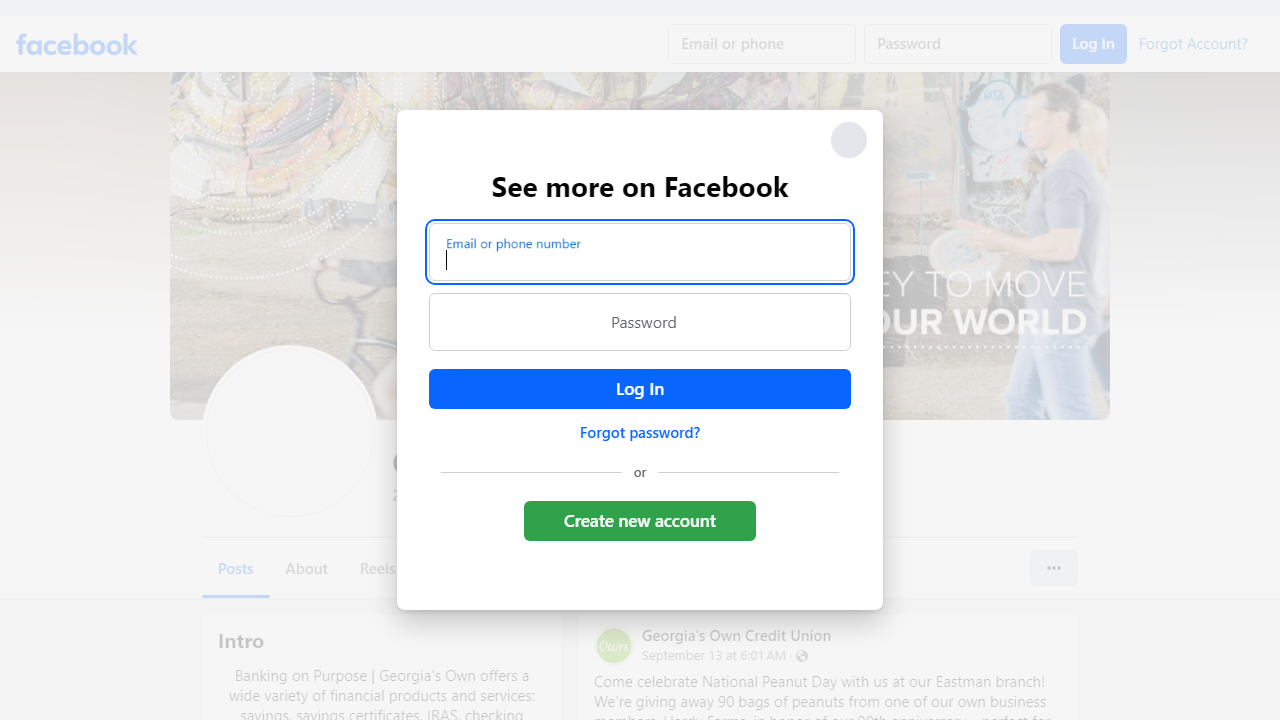 facebook
Email or phone
Password
Log In
Forgot Account?
See more on Facebook
Email or phone number
Password
Log In
Forgot password?
or
Create new account
MTA
EY TO MOVE
OUR WORLD
Posts
About
Reels
Intro
Banking on Purpose | Georgia's Own offers a
wide variety of financial products and services:
savings, savings certificates, IRAS, checking
Own
Georgia's Own Credit Union
September 13 at 6:01 AM ·
Come celebrate National Peanut Day with us at our Eastman branch!
We're giving away 90 bags of peanuts from one of our own business